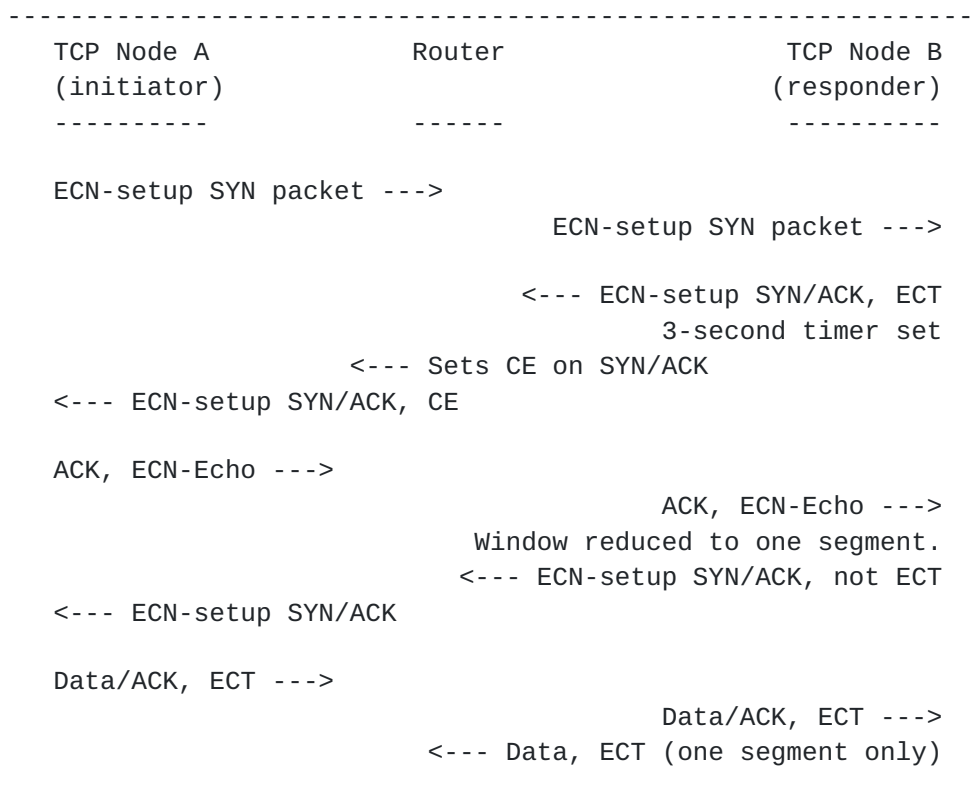 ---------------------------------------------------------------
TCP Node A             Router                  TCP Node B
(initiator)                                   (responder)
----------             ------                  ----------
ECN-setup SYN packet --->
ECN-setup SYN packet --->
<--- ECN-setup SYN/ACK, ECT
3-second timer set
<--- Sets CE on SYN/ACK
<--- ECN-setup SYN/ACK, CE
ACK, ECN-Echo --->
ACK, ECN-Echo --->
Window reduced to one segment.
<--- ECN-setup SYN/ACK, not ECT
<--- ECN-setup SYN/ACK
Data/ACK, ECT --->
Data/ACK, ECT --->
<--- Data, ECT (one segment only)